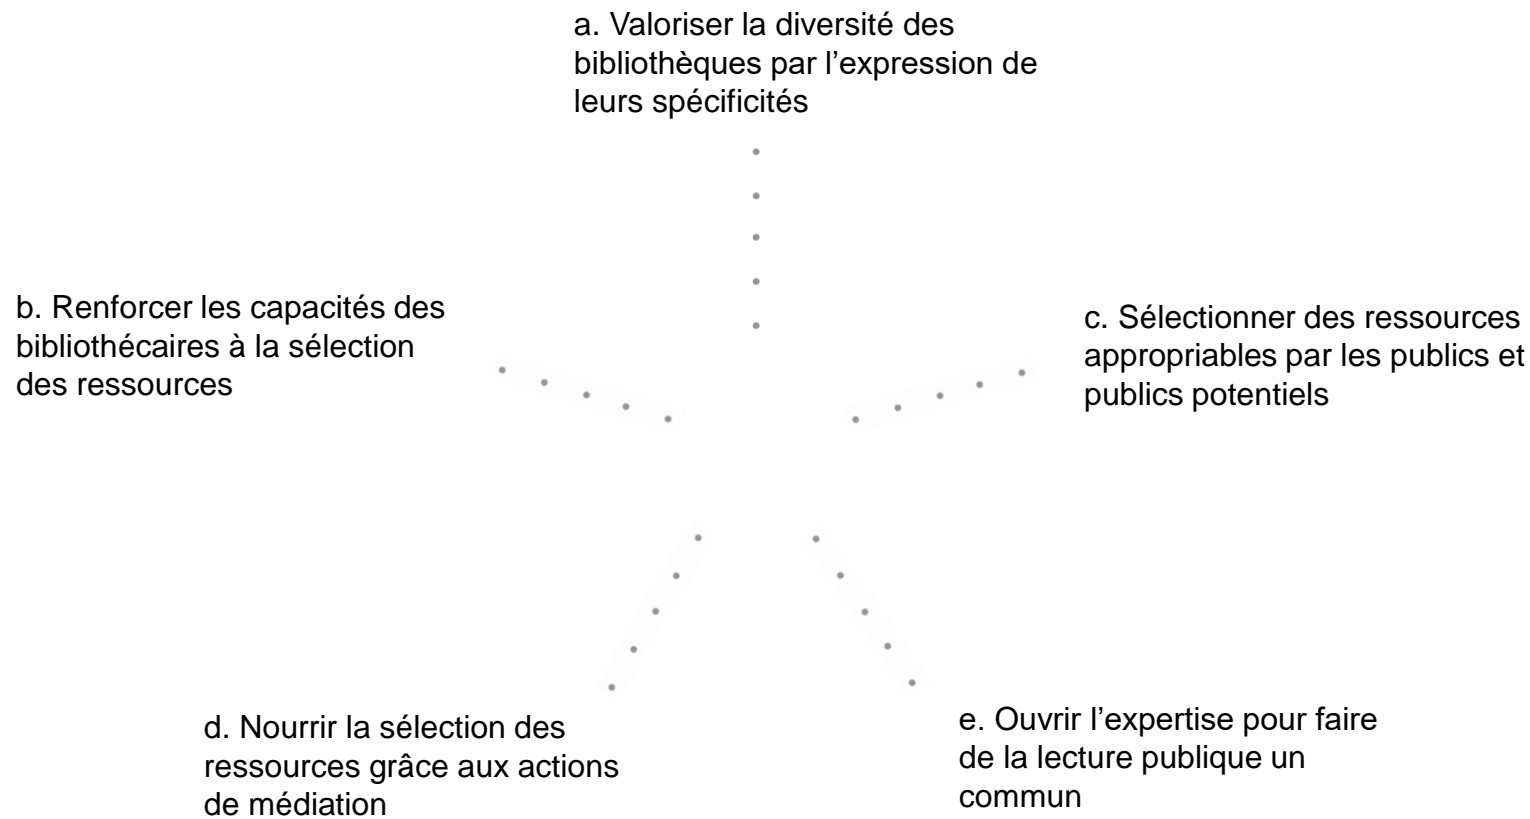 a. Valoriser la diversité des
bibliothèques par l'expression de
leurs spécificités
b. Renforcer les capacités des
bibliothécaires à la sélection
des ressources
c. Sélectionner des ressources
appropriables par les publics et
publics potentiels
d. Nourrir la sélection des
ressources grâce aux actions
de médiation
e. Ouvrir l’expertise pour faire
de la lecture publique un
commun